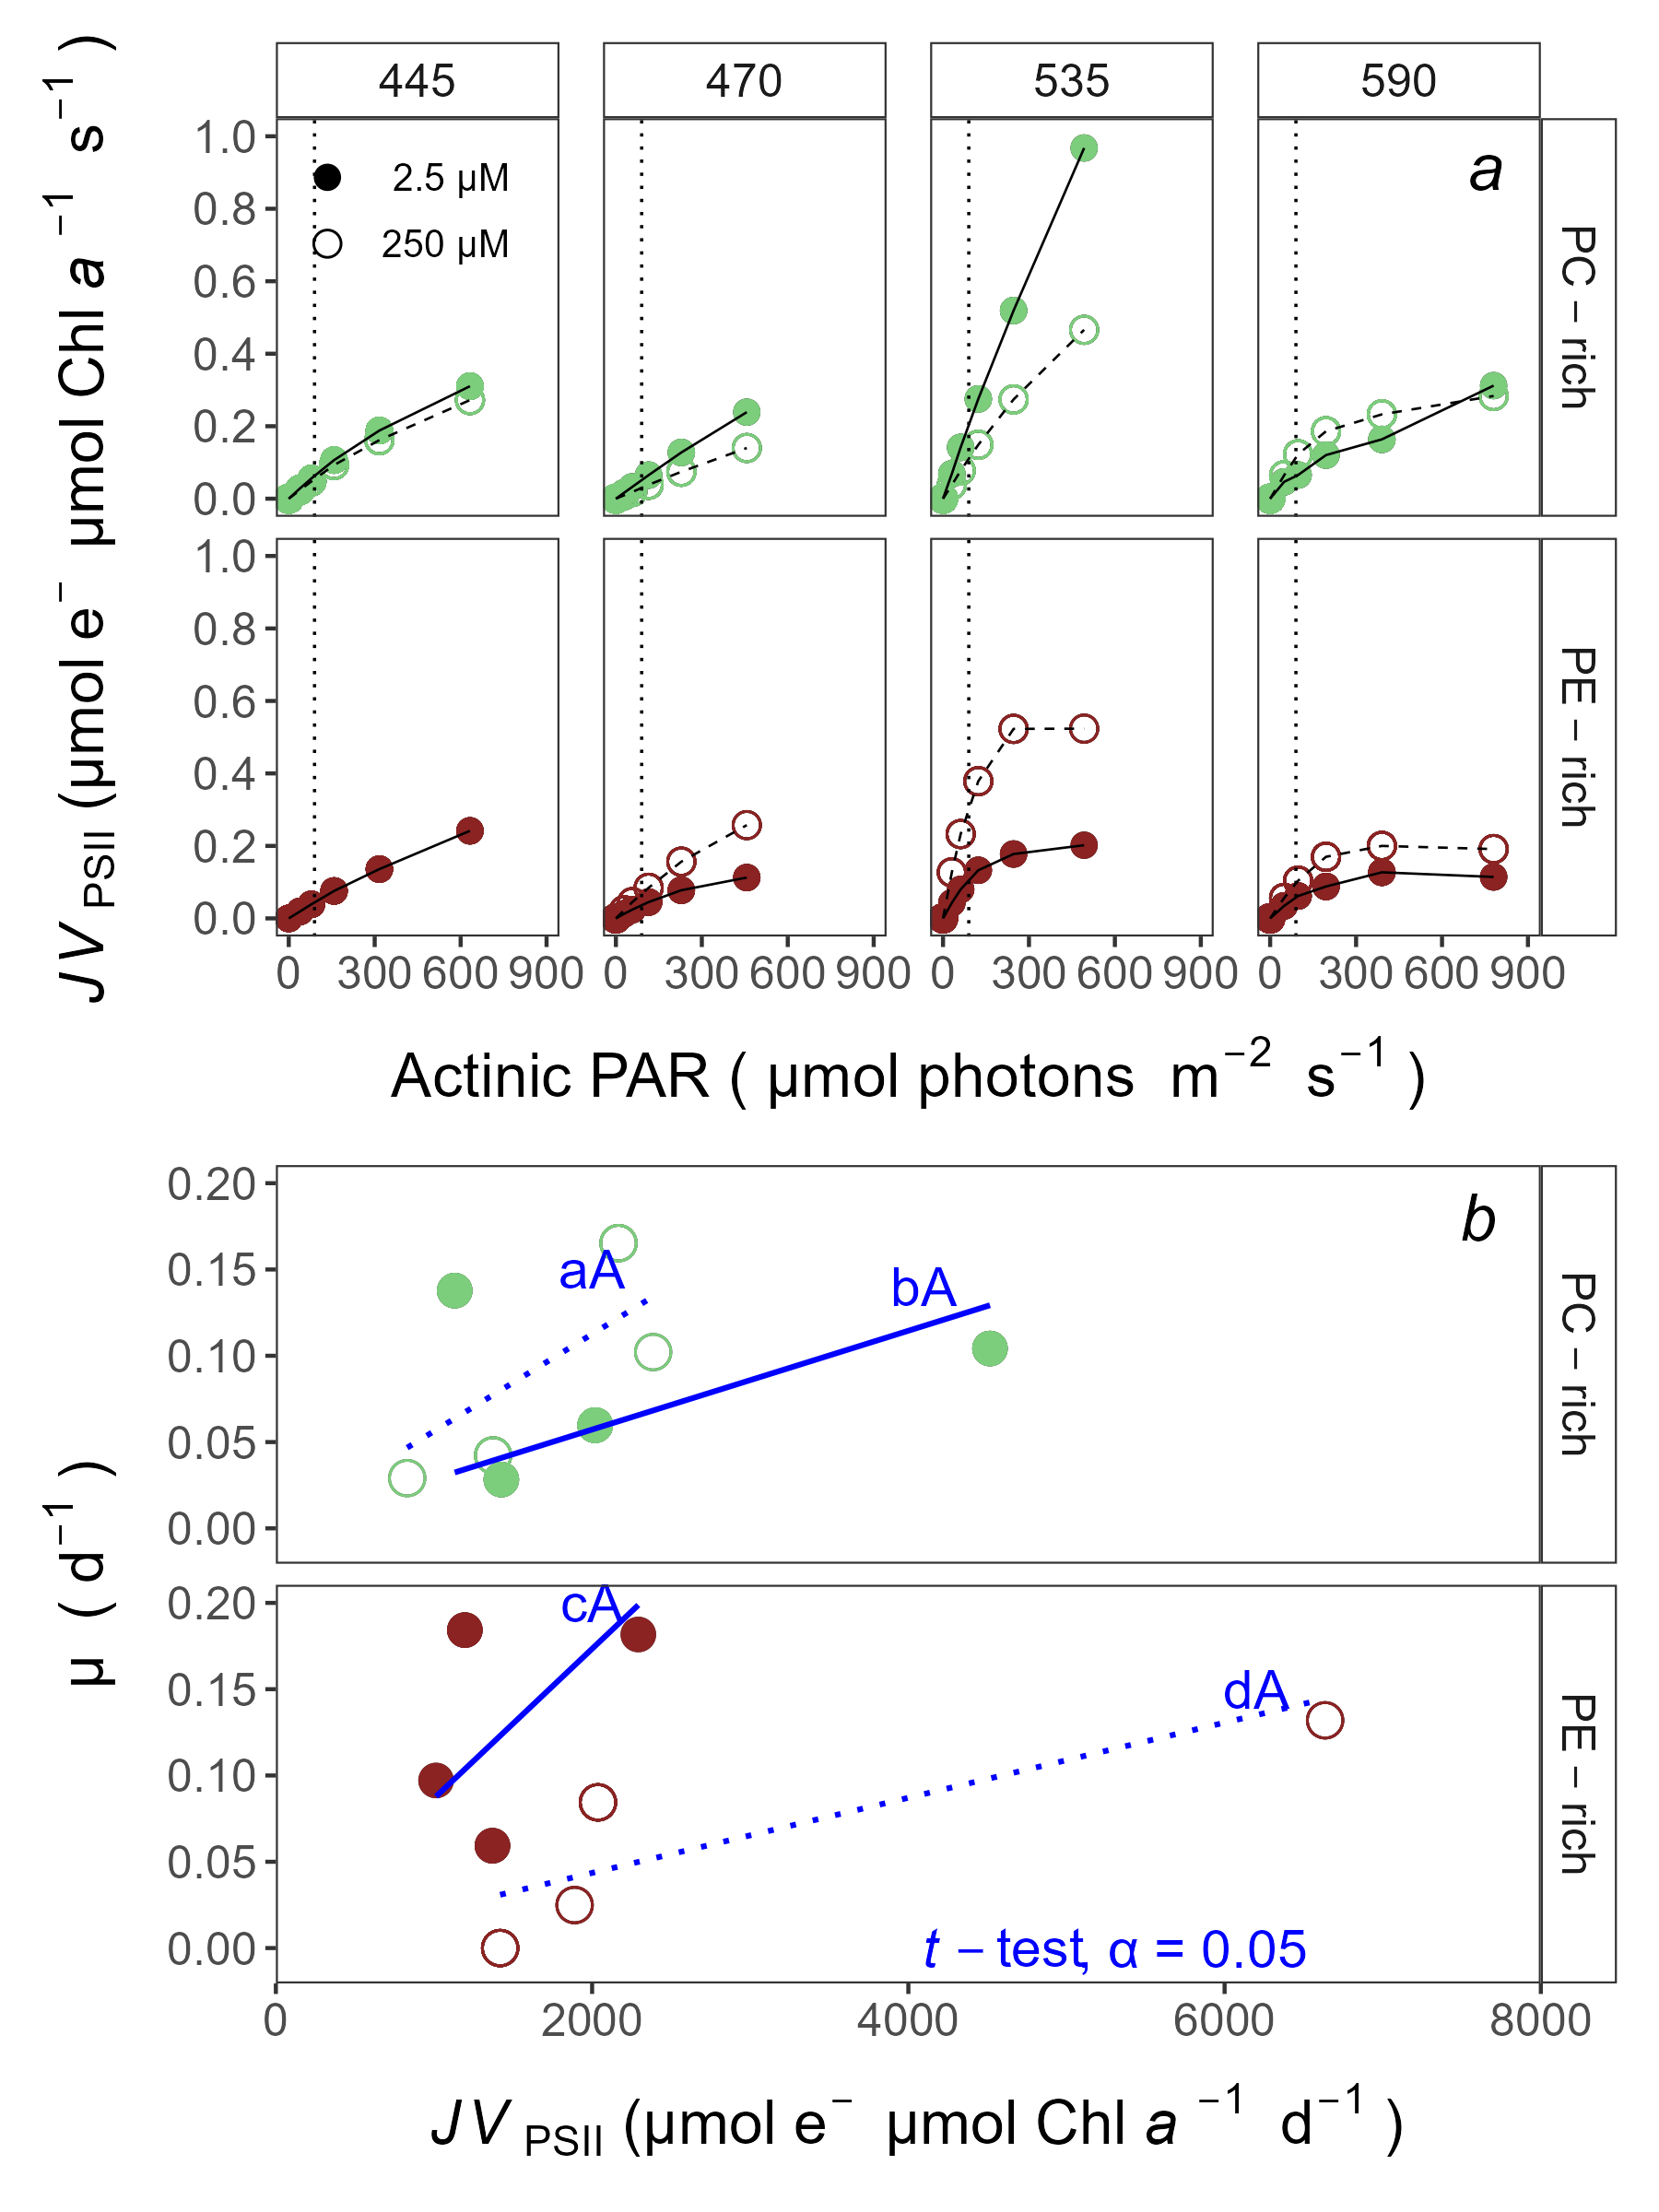 445 470 535 590
JV PSII (μmol e⁻ μmol Chl a ⁻¹ s⁻¹ )
1.0
0.8
0.6
0.4
0.2
0.0
2.5 μM
250 μM
a
PC – rich
1.0
0.8
0.6
0.4
0.2
0.0
PE – rich
0 300 600 900 0 300 600 900 0 300 600 900 0 300 600 900
Actinic PAR ( μmol photons m⁻² s⁻¹ )
μ ( d⁻¹ )
0.20
0.15
0.10
0.05
0.00
aA
bA
b
PC – rich
0.20
0.15
0.10
0.05
0.00
cA
dA
t – test, α = 0.05
PE – rich
0 2000 4000 6000 8000
JV PSII (μmol e⁻ μmol Chl a ⁻¹ d⁻¹ )